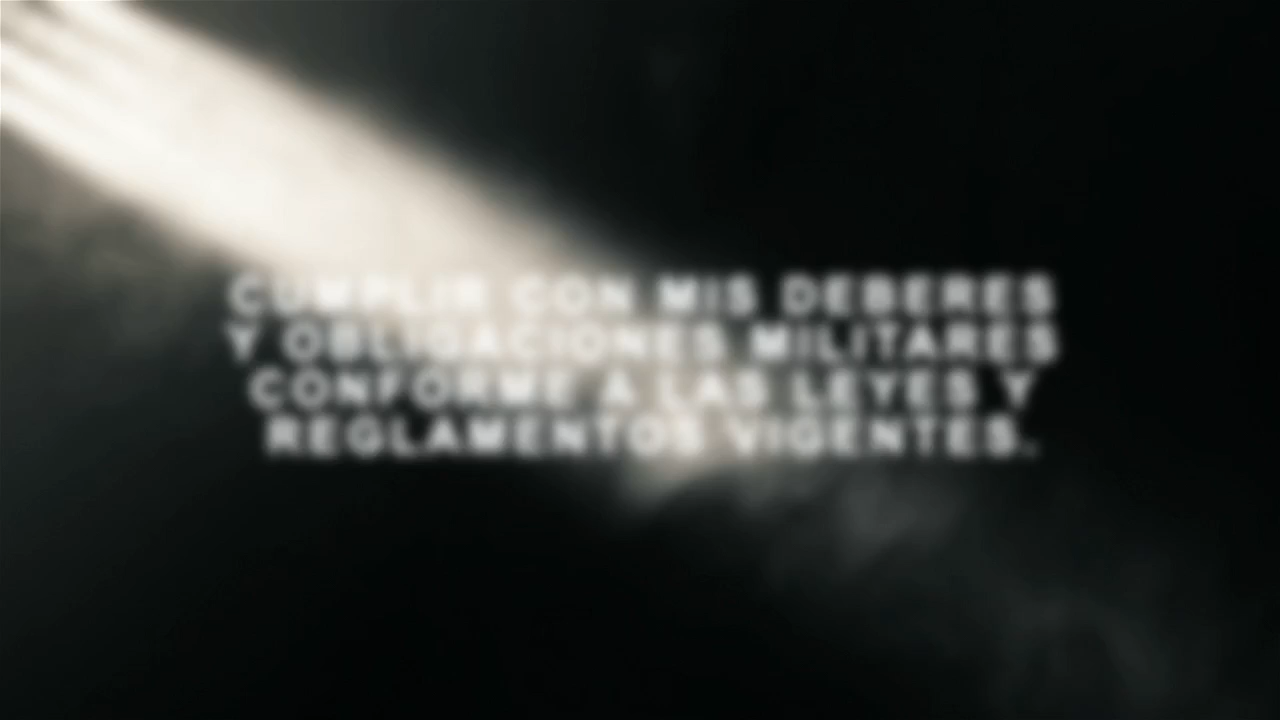 CUMPLIR CON MIS DEBERES
Y OBLIGACIONES MILITARES
CONFORME A LAS LEYES Y
REGLAMENTOS VIGENTES.